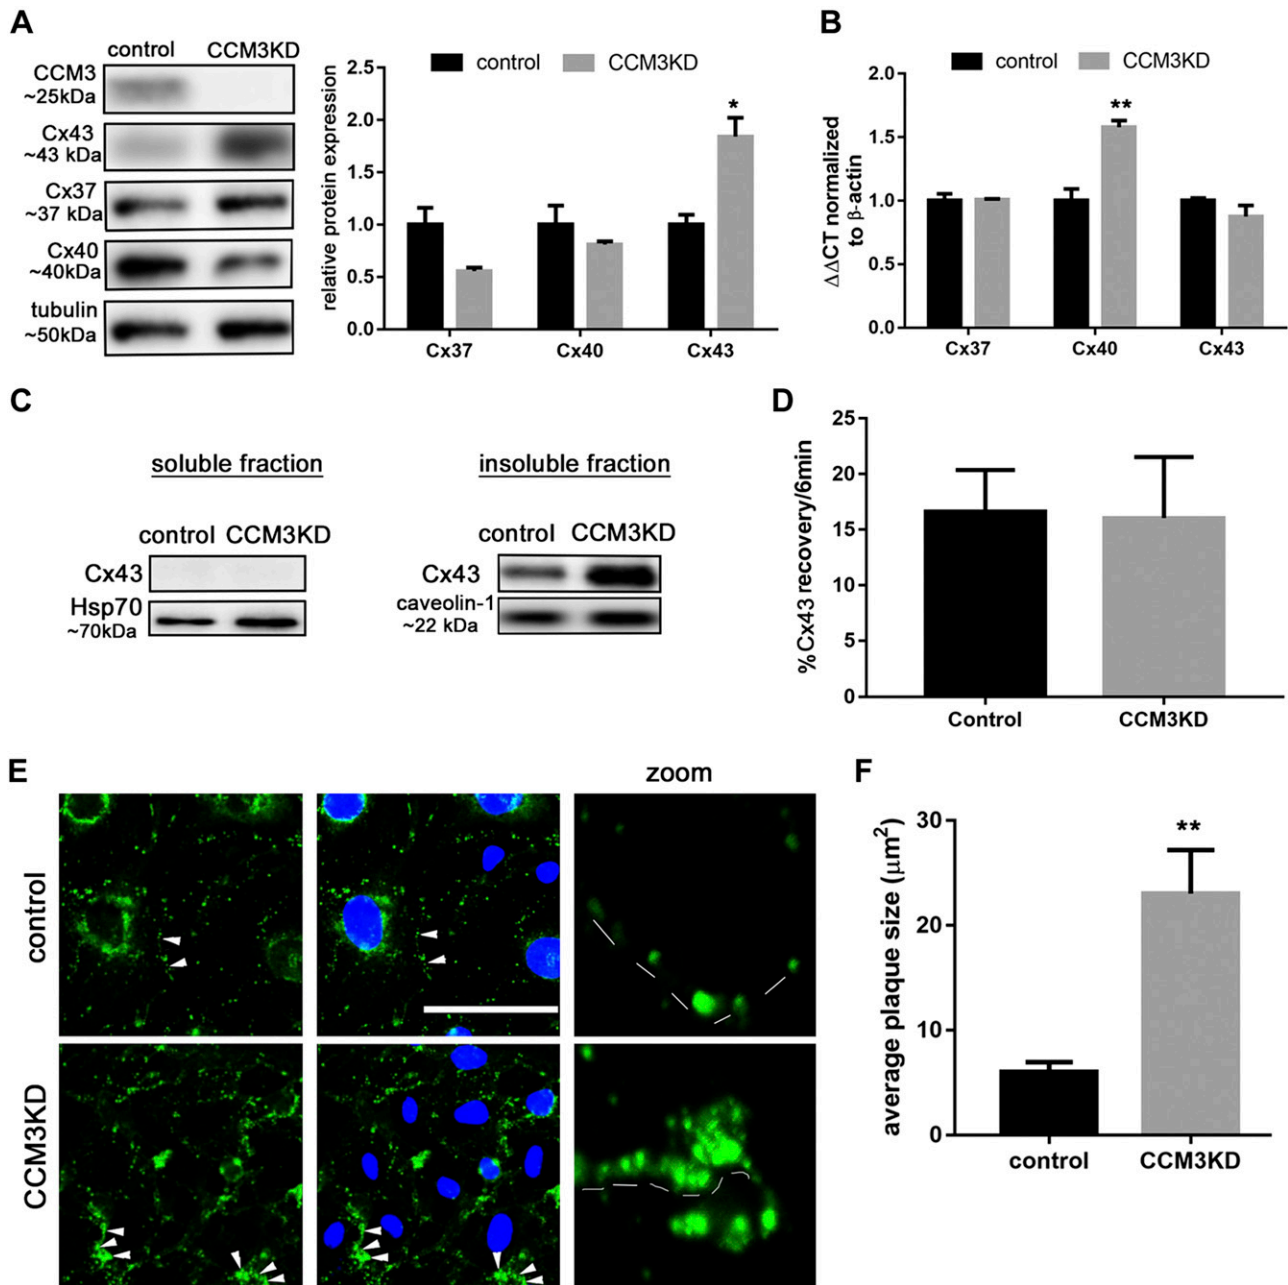 A
control CCM3KD
CCM3
~25kDa
Cx43
~43 kDa
Cx37
~37 kDa
Cx40
~40kDa
tubulin
~50kDa
control CCM3KD
relative protein expression
2.5
2.0
1.5
1.0
0.5
0.0
*
Cx37 Cx40 Cx43
B
control CCM3KD
ΔΔCT normalized
to β-actin
2.0
1.5
1.0
0.5
0.0
**
Cx37 Cx40 Cx43
C
soluble fraction
control CCM3KD
Cx43
Hsp70
~70kDa
insoluble fraction
control CCM3KD
Cx43
caveolin-1
~22 kDa
D
%Cx43 recovery/6min
25
20
15
10
5
0
Control CCM3KD
E
zoom
control
CCM3KD
F
average plaque size (μm²)
30
20
10
0
**
control CCM3KD